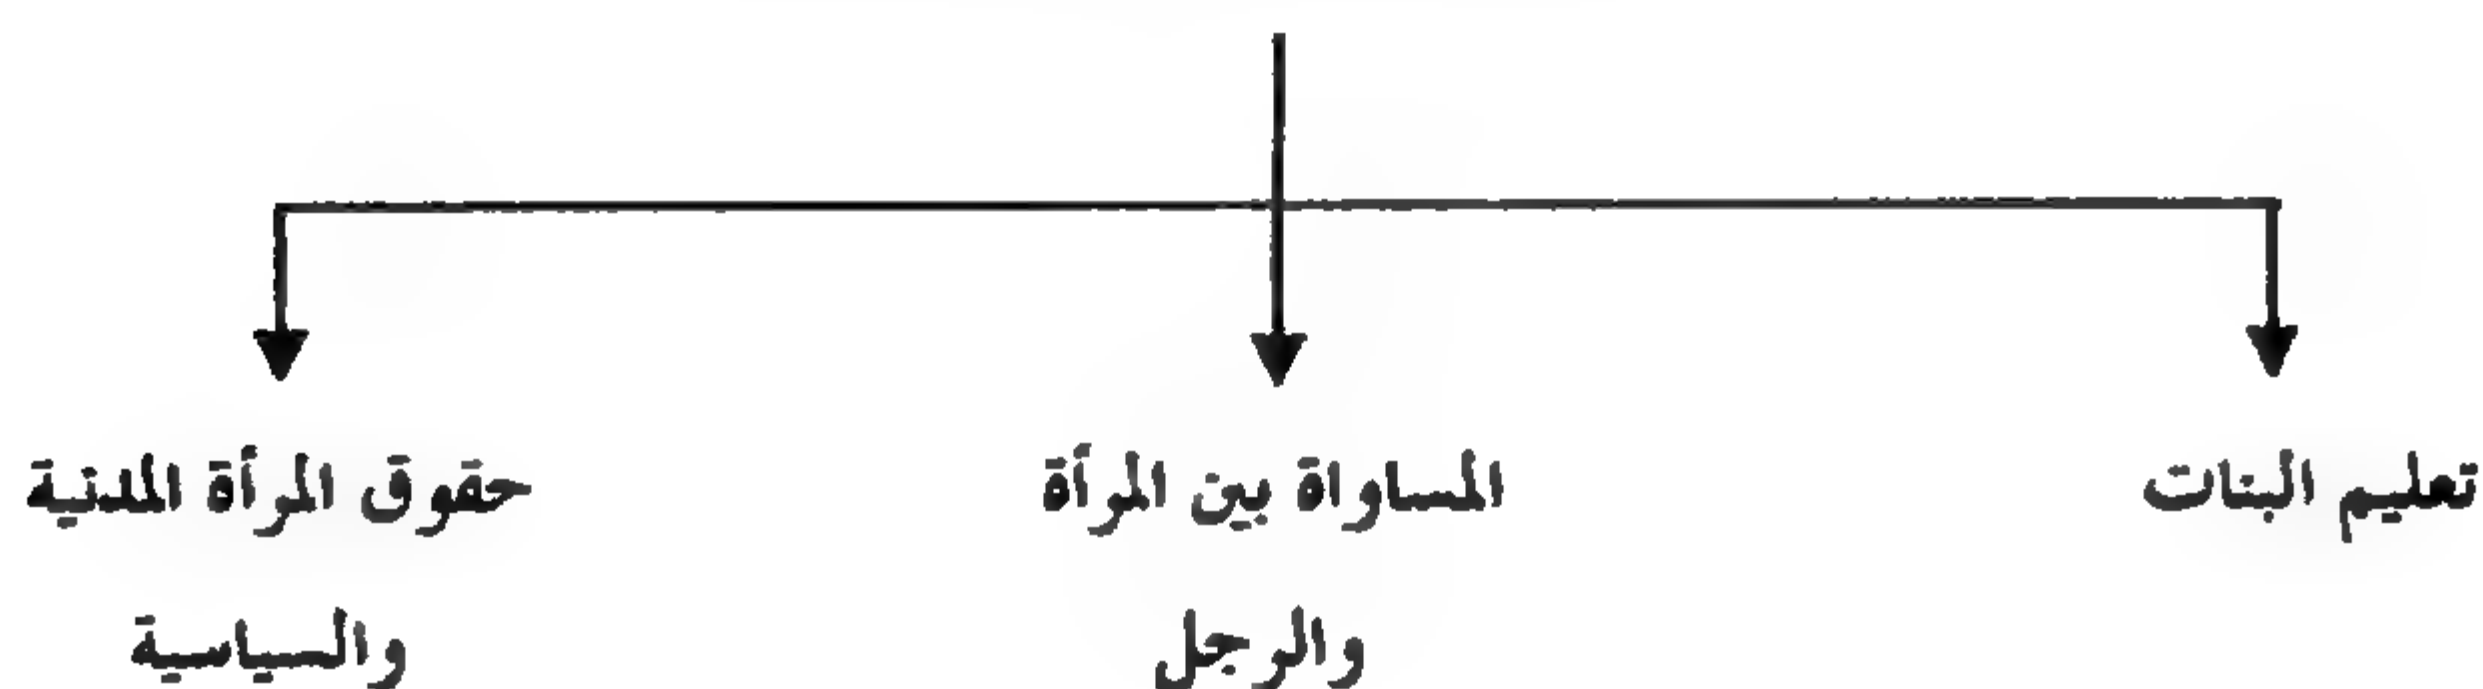 تعليم البنات
المساواة بين المرأة
والرجل
حقوق المرأة المدنية
والسياسية